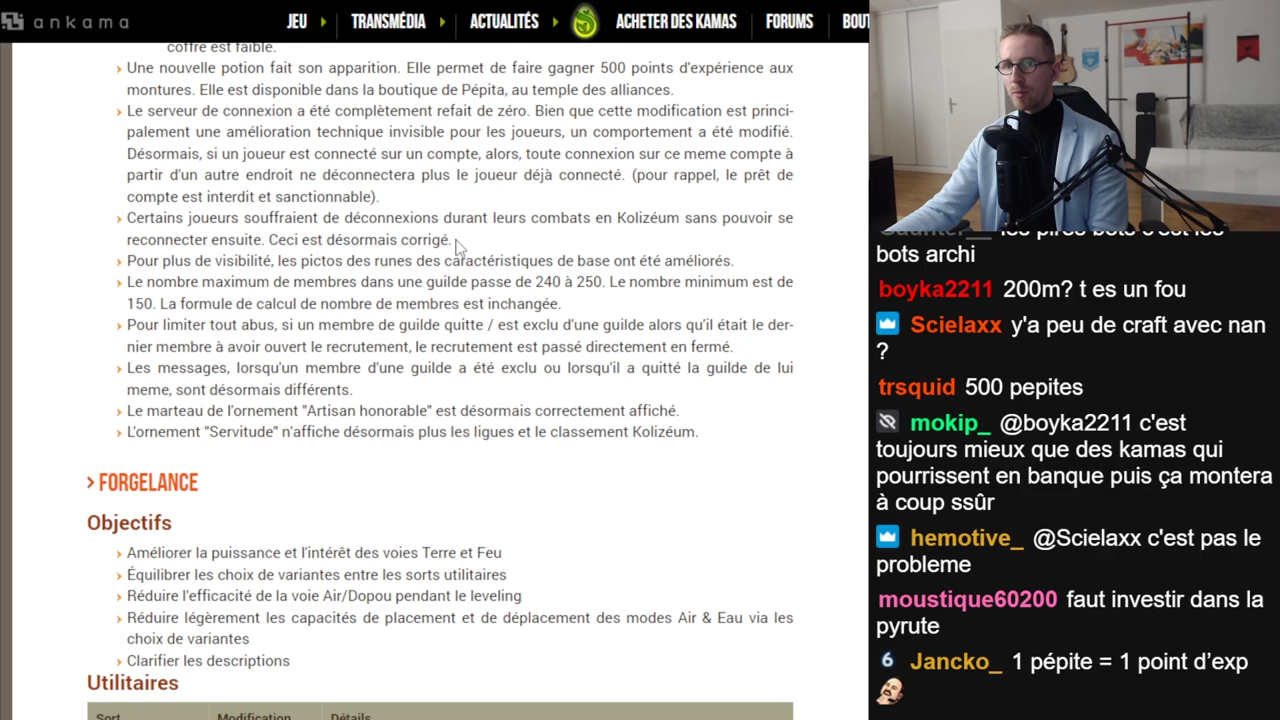 ankama
JEU
TRANSMÉDIA
ACTUALITÉS
ACHETER DES KAMAS
FORUMS
BOUT
coffre est faible.
Une nouvelle potion fait son apparition. Elle permet de faire gagner 500 points d'expérience aux
montures. Elle est disponible dans la boutique de Pépita, au temple des alliances.
Le serveur de connexion a été complètement refait de zéro. Bien que cette modification est princi-
palement une amélioration technique invisible pour les joueurs, un comportement a été modifié.
Désormais, si un joueur est connecté sur un compte, alors, toute connexion sur ce meme compte à
partir d'un autre endroit ne déconnectera plus le joueur déjà connecté. (pour rappel, le prêt de
compte est interdit et sanctionnable).
Certains joueurs souffraient de déconnexions durant leurs combats en Kolizéum sans pouvoir se
reconnecter ensuite. Ceci est désormais corrigé.
Pour plus de visibilité, les pictos des runes des caractéristiques de base ont été améliorés.
Le nombre maximum de membres dans une guilde passe de 240 à 250. Le nombre minimum est de
150. La formule de calcul de nombre de membres est inchangée.
Pour limiter tout abus, si un membre de guilde quitte / est exclu d'une guilde alors qu'il était le der-
nier membre à avoir ouvert le recrutement, le recrutement est passé directement en fermé.
Les messages, lorsqu'un membre d'une guilde a été exclu ou lorsqu'il a quitté la guilde de lui
meme, sont désormais différents.
Le marteau de l'ornement "Artisan honorable" est désormais correctement affiché.
L'ornement "Servitude" n'affiche désormais plus les ligues et le classement Kolizéum.
> FORGELANCE
Objectifs
Améliorer la puissance et l'intérêt des voies Terre et Feu
Équilibrer les choix de variantes entre les sorts utilitaires
Réduire l'efficacité de la voie Air/Dopou pendant le leveling
Réduire légèrement les capacités de placement et de déplacement des modes Air & Eau via les
choix de variantes
Clarifier les descriptions
Utilitaires
Sort
Modification
Détails
les pires bots c'est les
bots archi
boyka2211 200m? t es un fou
Scielaxx y'a peu de craft avec nan
?
trsquid 500 pepites
mokip_ @boyka2211 c'est
toujours mieux que des kamas qui
pourrissent en banque puis ça montera
à coup ssûr
hemotive_ @Scielaxx c'est pas le
probleme
moustique60200 faut investir dans la
pyrute
6 Jancko_ 1 pépite = 1 point d'exp